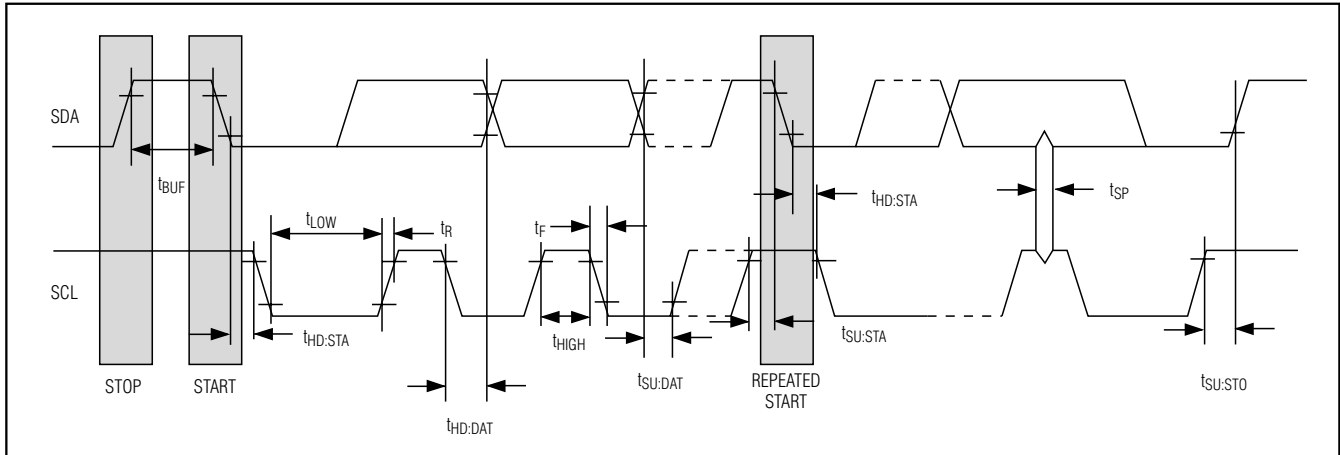 SDA
tBUF
tHD:STA
tSP
tLOW
tR
tF
SCL
tHD:STA
tHIGH
tSU:STA
tSU:DAT
STOP
START
REPEATED
START
tSU:STO
tHD:DAT